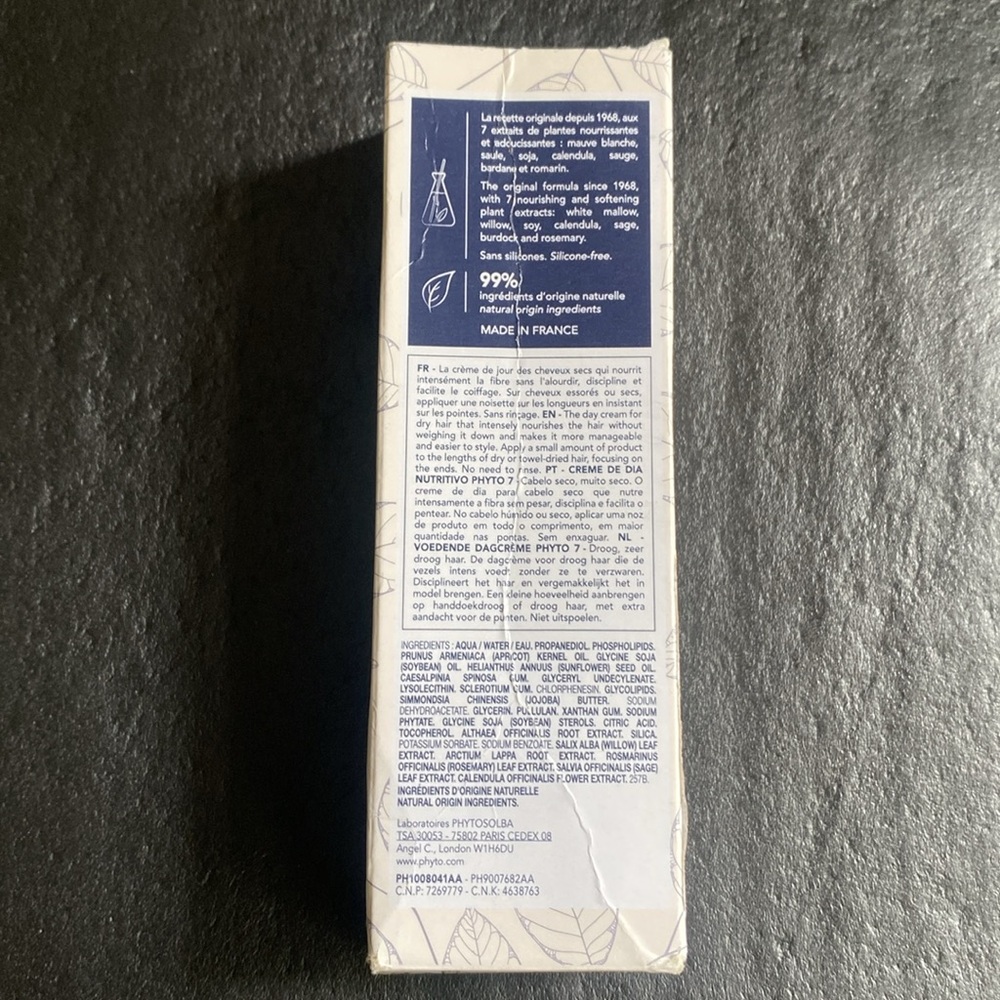 La recette originale depuis 1968, aux
7 extraits de plantes nourrissantes
et adoucissantes : mauve blanche,
saule, soja, calendula, sauge,
bardane et romarin.
The original formula since 1968,
with 7 nourishing and softening
plant extracts: white mallow,
willow, soy, calendula, sage,
burdock and rosemary.
Sans silicones. Silicone-free.
99%
ingrédients d'origine naturelle
natural origin ingredients
MADE IN FRANCE
FR - La crème de jour des cheveux secs qui nourrit
intensément la fibre sans l'alourdir, discipline et
facilite le coiffage. Sur cheveux essorés ou secs,
appliquer une noisette sur les longueurs en insistant
sur les pointes. Sans rinçage. EN - The day cream for
dry hair that intensely nourishes the hair without
weighing it down and makes it more manageable
and easier to style. Apply a small amount of product
to the lengths of dry or towel-dried hair, focusing on
the ends. No need to rinse. PT - CREME DE DIA
NUTRITIVO PHYTO 7 - Cabelo seco, muito seco. O
creme de dia para cabelo seco que nutre
intensamente a fibra sem pesar, disciplina e facilita o
pentear. No cabelo húmido ou seco, aplicar uma noz
de produto em todo o comprimento, em maior
quantidade nas pontas. Sem enxaguar. NL -
VOEDENDE DAGCRÈME PHYTO 7 - Droog, zeer
droog haar. De dagcrème voor droog haar die de
vezels intens voedt zonder ze te verzwaren.
Disciplineert het haar en vergemakkelijkt het in
model brengen. Een kleine hoeveelheid aanbrengen
op handdoekdroog of droog haar, met extra
aandacht voor de punten. Niet uitspoelen.
INGREDIENTS : AQUA / WATER / EAU. PROPANEDIOL. PHOSPHOLIPIDS.
PRUNUS ARMENIACA (APRICOT) KERNEL OIL. GLYCINE SOJA
(SOYBEAN) OIL. HELIANTHUS ANNUUS (SUNFLOWER) SEED OIL.
CAESALPINIA SPINOSA GUM. GLYCERYL UNDECYLENATE.
LYSOLECITHIN. SCLEROTIUM GUM. CHLORPHENESIN. GLYCOLIPIDS.
SIMMONDSIA CHINENSIS (JOJOBA) BUTTER. SODIUM
DEHYDROACETATE. GLYCERIN. PULLULAN. XANTHAN GUM. SODIUM
PHYTATE. GLYCINE SOJA (SOYBEAN) STEROLS. CITRIC ACID.
TOCOPHEROL. ALTHAEA OFFICINALIS ROOT EXTRACT. SILICA.
POTASSIUM SORBATE. SODIUM BENZOATE. SALIX ALBA (WILLOW) LEAF
EXTRACT. ARCTIUM LAPPA ROOT EXTRACT. ROSMARINUS
OFFICINALIS (ROSEMARY) LEAF EXTRACT. SALVIA OFFICINALIS (SAGE)
LEAF EXTRACT. CALENDULA OFFICINALIS FLOWER EXTRACT. 257B.
INGRÉDIENTS D'ORIGINE NATURELLE
NATURAL ORIGIN INGREDIENTS.
Laboratoires PHYTOSOLBA
TSA 30053 - 75802 PARIS CEDEX 08
Angel C., London W1H6DU
www.phyto.com
PH1008041AA - PH9007682AA
C.N.P: 7269779 - C.N.K: 4638763